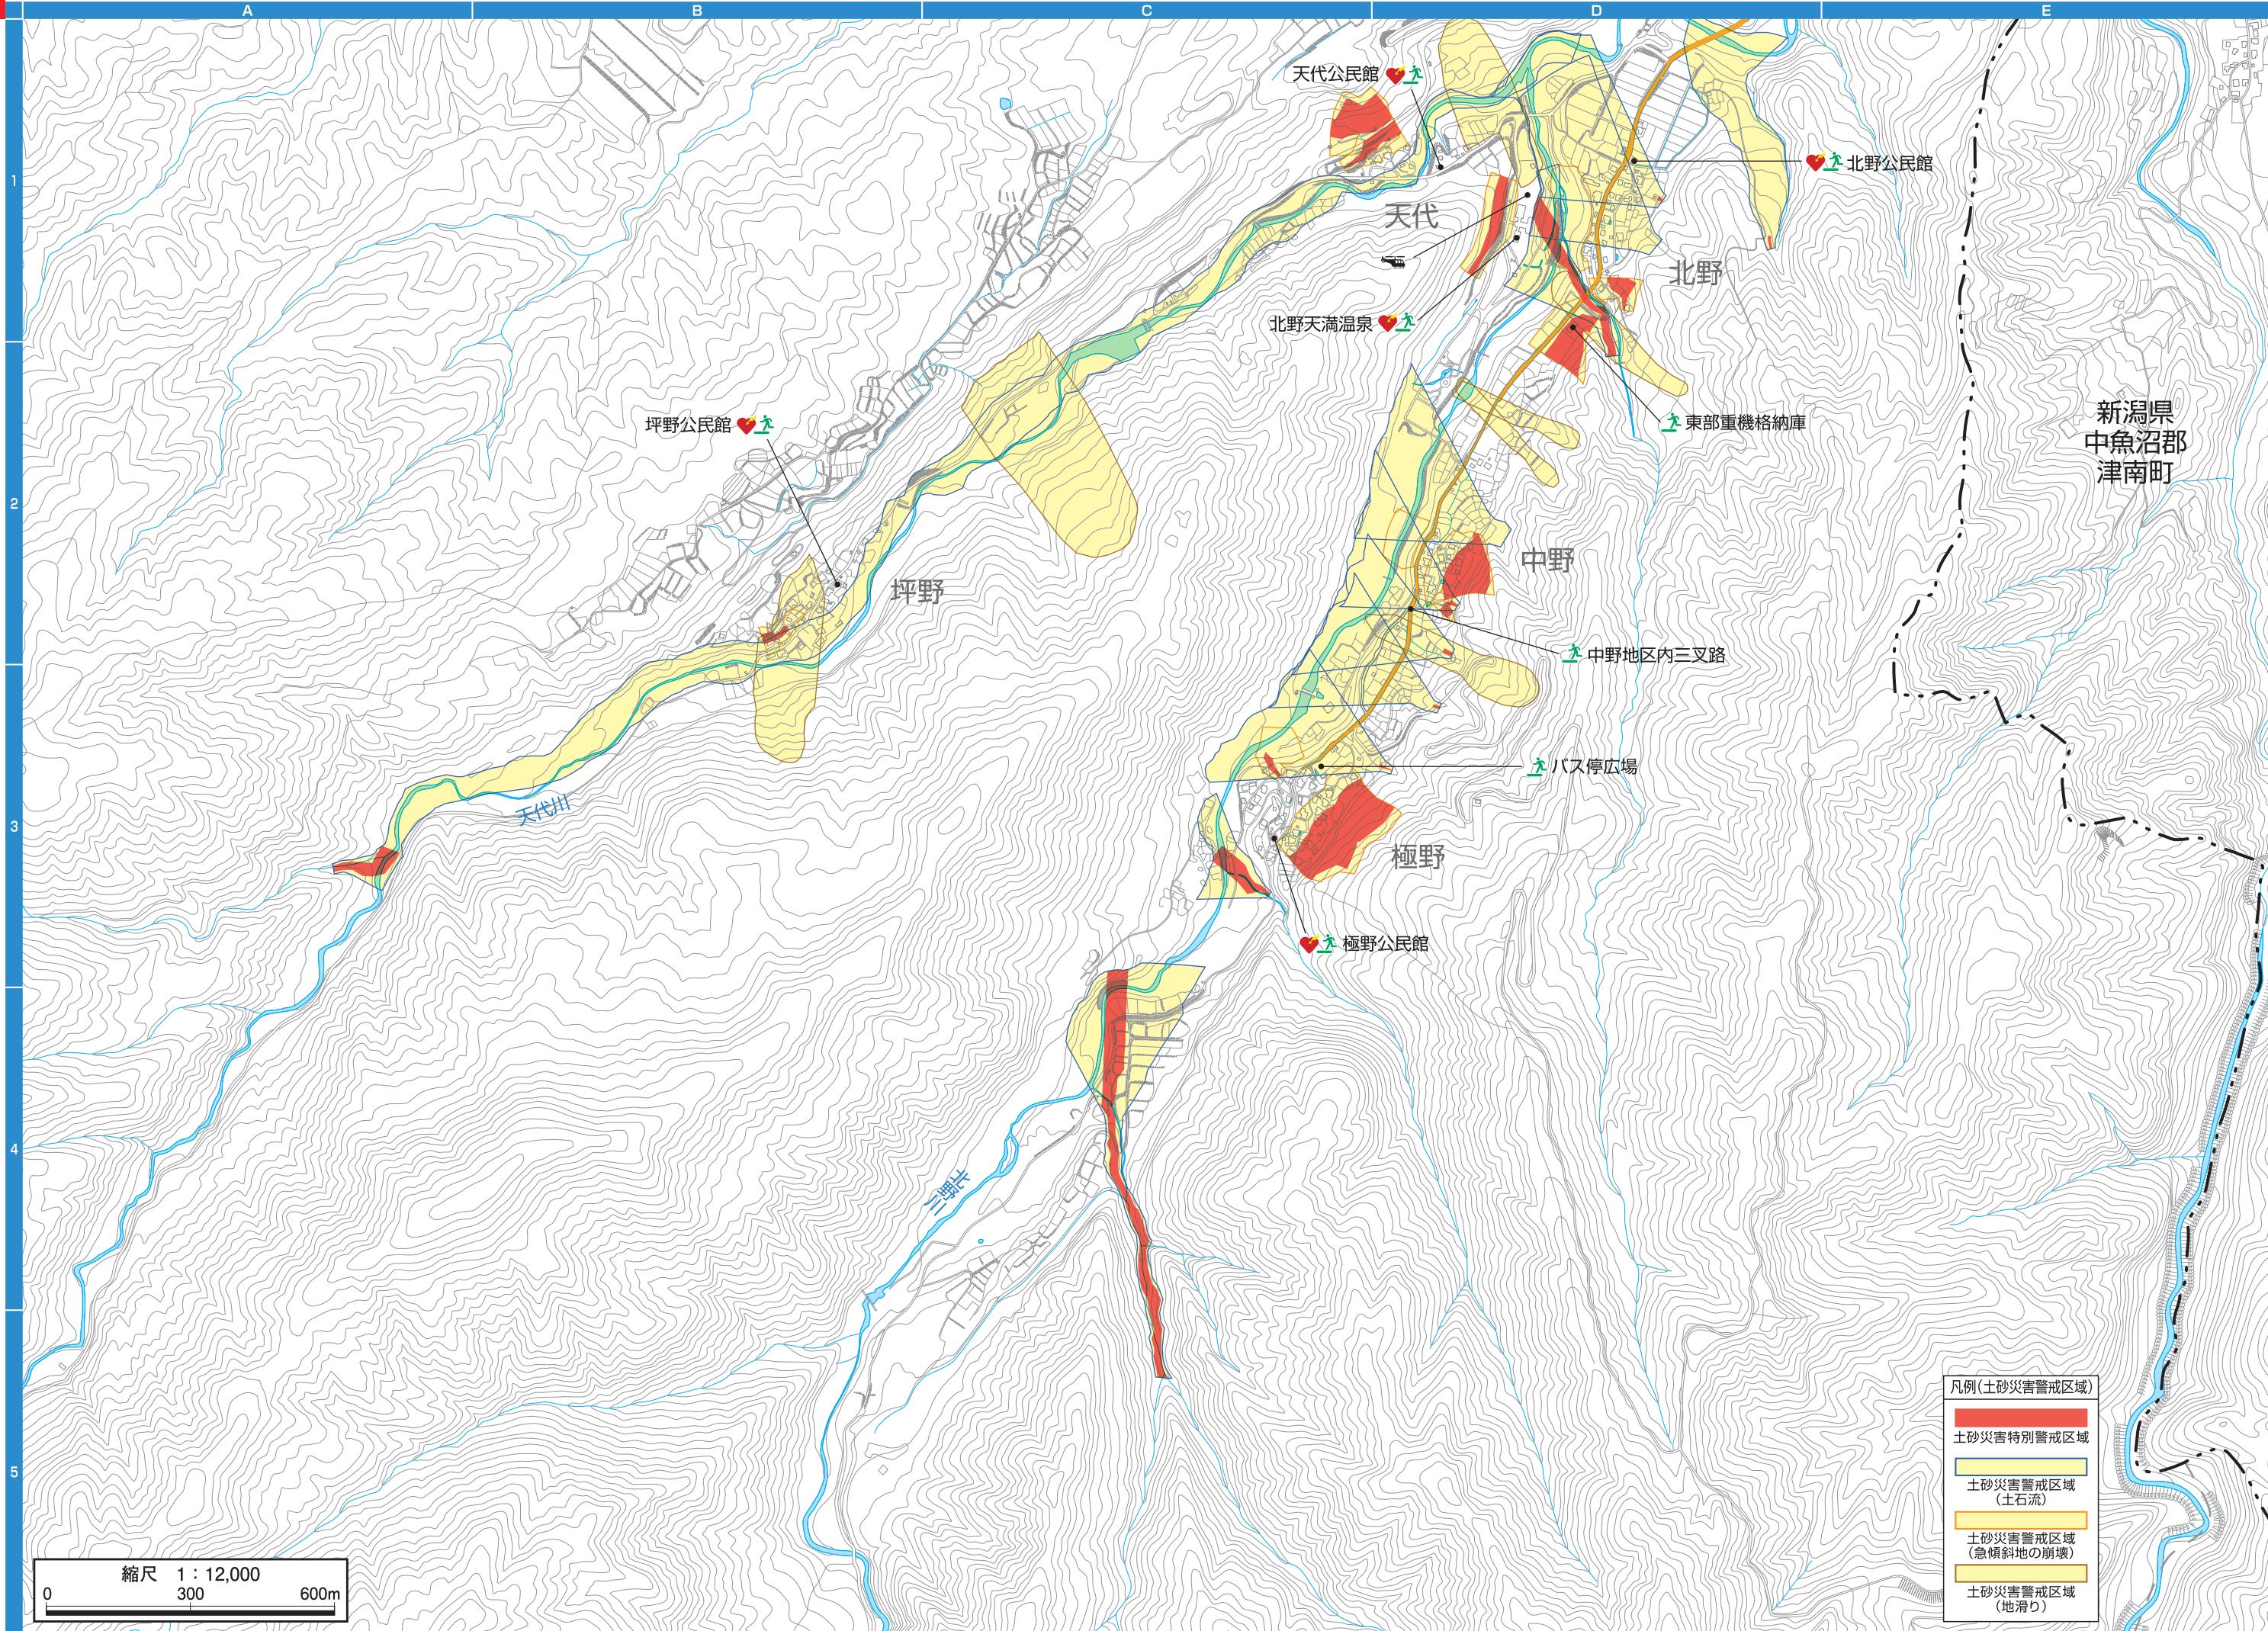 A
B
C
D
E
1
2
3
4
5
天代公民館
北野公民館
天代
北野
北野天満温泉
東部重機格納庫
坪野公民館
新潟県
中魚沼郡
津南町
中野
坪野
中野地区内三叉路
バス停広場
天代川
極野
極野公民館
北野川
凡例(土砂災害警戒区域)
土砂災害特別警戒区域
土砂災害警戒区域
(土石流)
土砂災害警戒区域
(急傾斜地の崩壊)
土砂災害警戒区域
(地滑り)
縮尺 1:12,000
0 300 600m